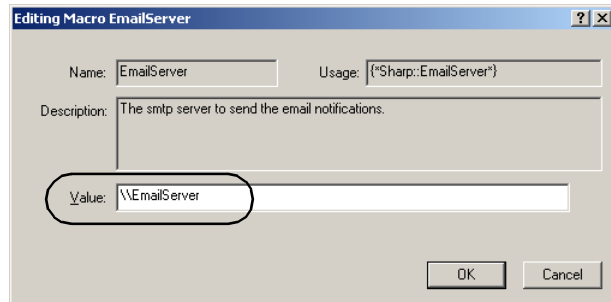 Editing Macro EmailServer
Name: EmailServer Usage: {*Sharp::EmailServer*}
Description: The smtp server to send the email notifications.
Value: \\EmailServer
OK Cancel